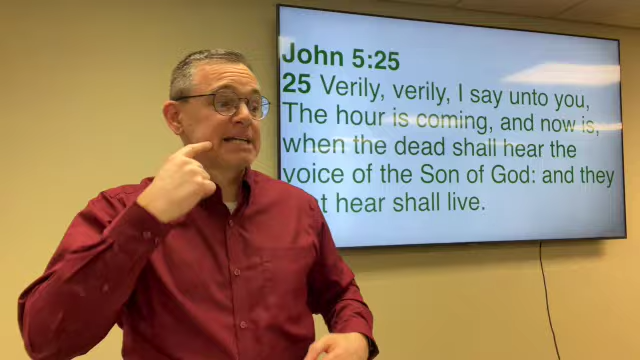 John 5:25
25 Verily, verily, I say unto you,
The hour is coming, and now is,
when the dead shall hear the
voice of the Son of God: and they
hear shall live.